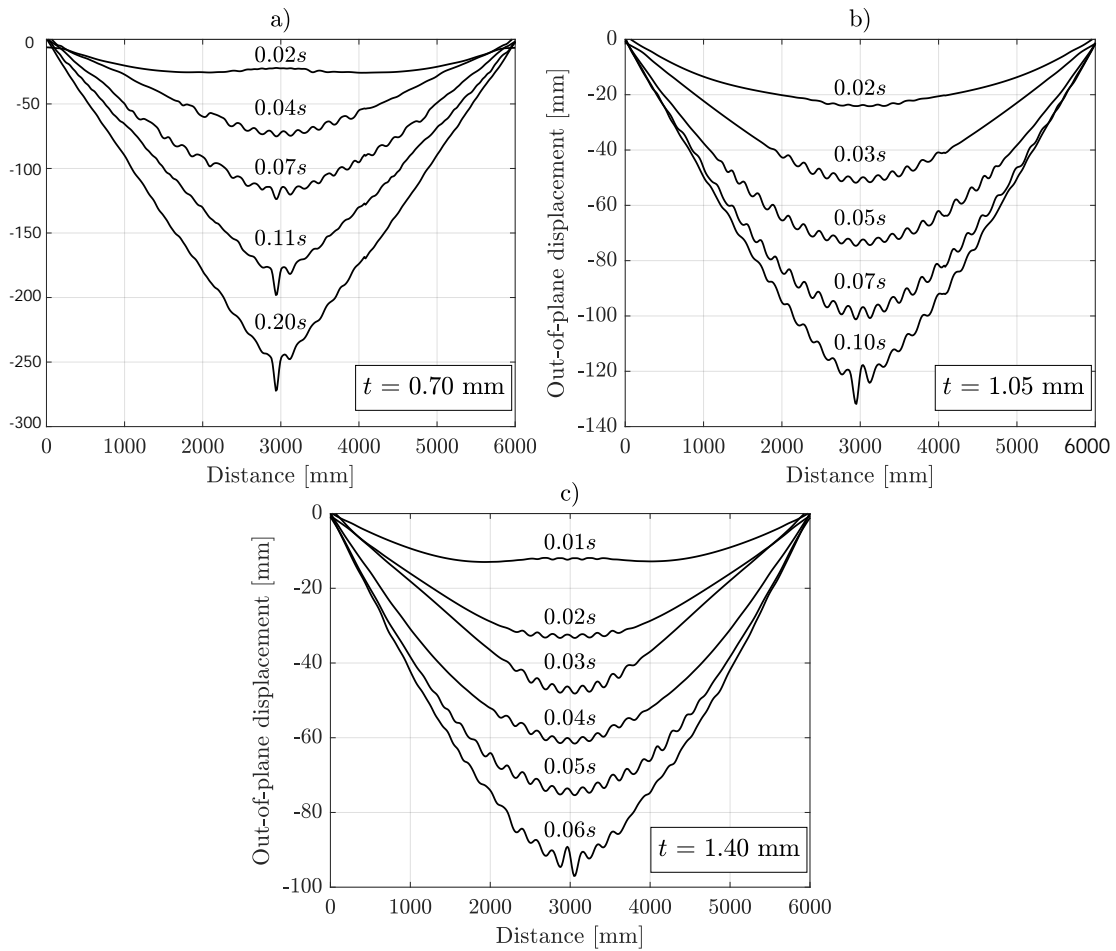 a)
0
-50
-100
-150
-200
-250
-300
0.02s
0.04s
0.07s
0.11s
0.20s
t = 0.70 mm
0 1000 2000 3000 4000 5000 6000
Distance [mm]
b)
Out-of-plane displacement [mm]
0
-20
-40
-60
-80
-100
-120
-140
0.02s
0.03s
0.05s
0.07s
0.10s
t = 1.05 mm
0 1000 2000 3000 4000 5000 6000
Distance [mm]
c)
Out-of-plane displacement [mm]
0
-20
-40
-60
-80
-100
0.01s
0.02s
0.03s
0.04s
0.05s
0.06s
t = 1.40 mm
0 1000 2000 3000 4000 5000 6000
Distance [mm]